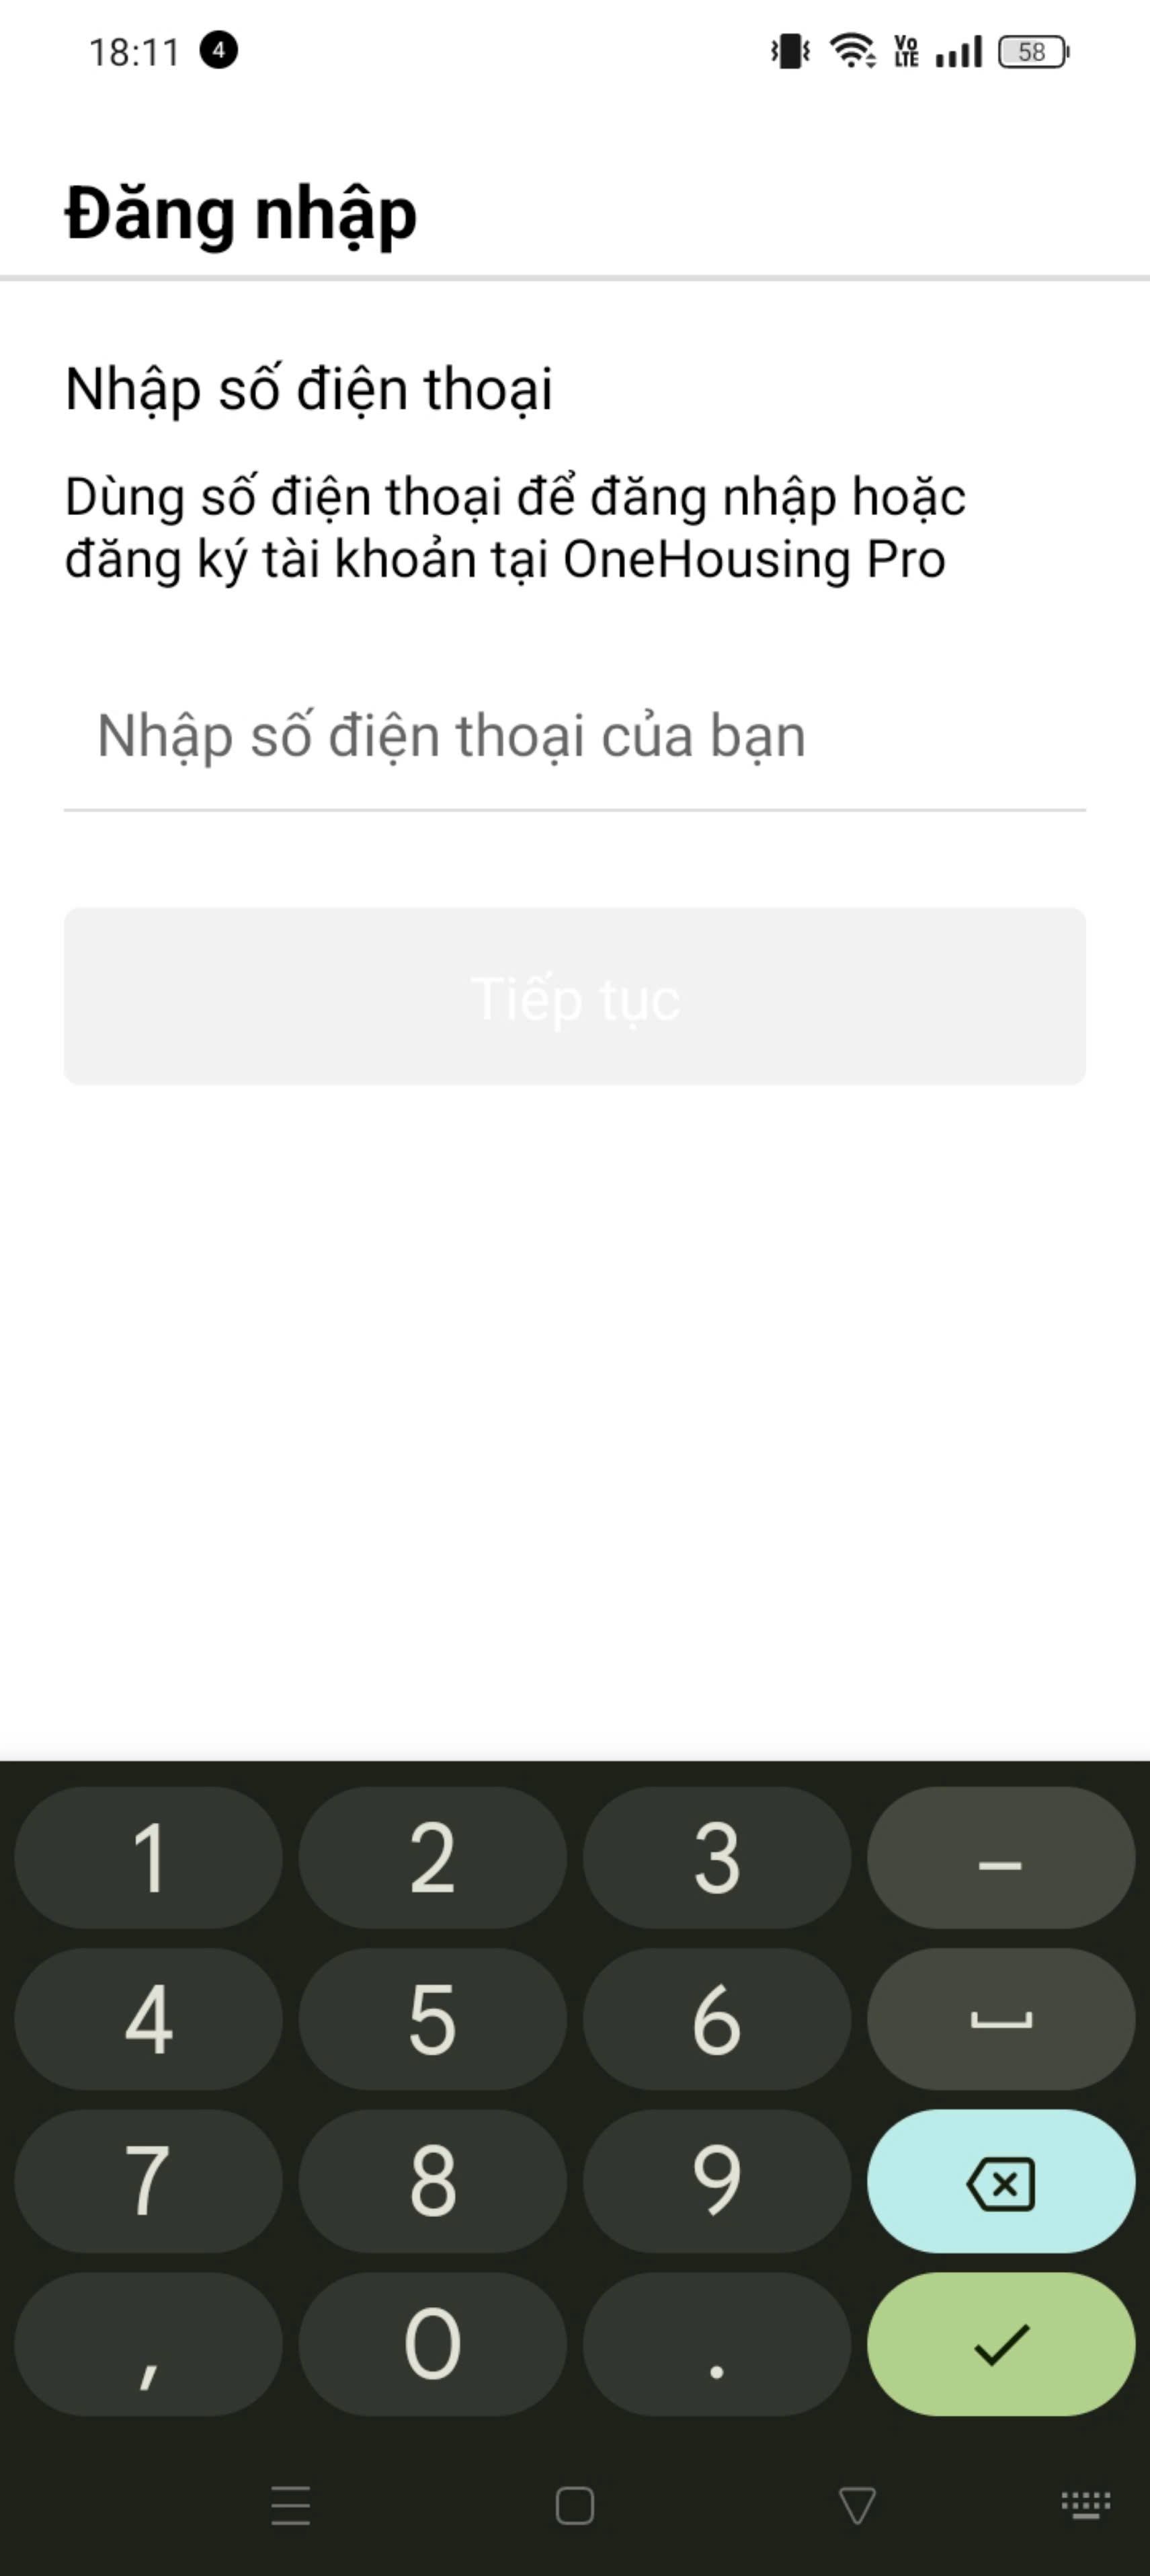 18:11 4 Vo LTE 58
Đăng nhập
Nhập số điện thoại
Dùng số điện thoại để đăng nhập hoặc
đăng ký tài khoản tại OneHousing Pro
Nhập số điện thoại của bạn
Tiếp tục
1 2 3 –
4 5 6
7 8 9
, 0 .